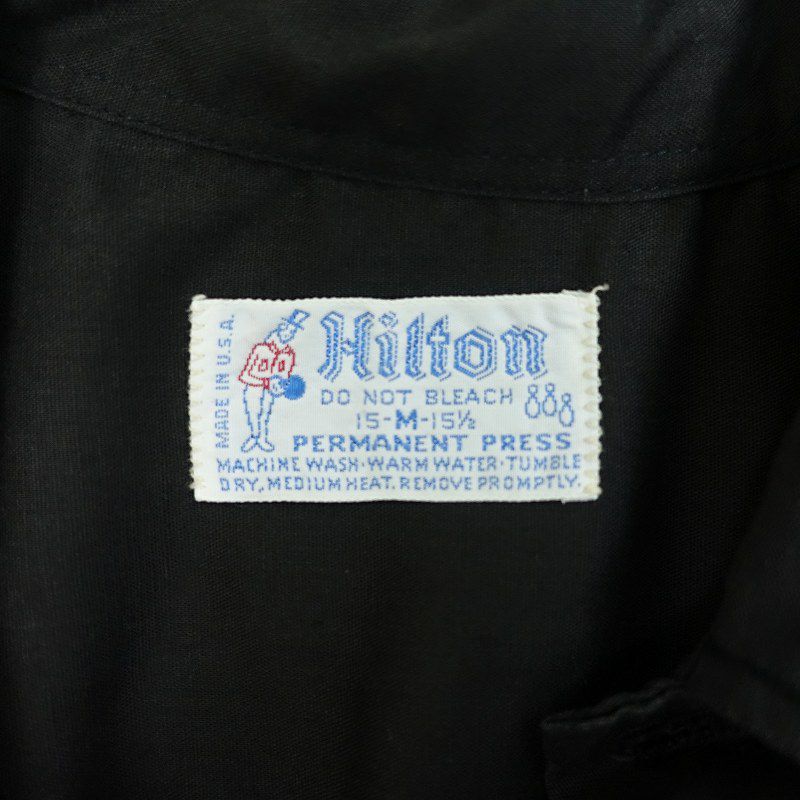 MADE IN U.S.A.
Hilton
DO NOT BLEACH
15-M-15½
PERMANENT PRESS
MACHINE WASH·WARM WATER·TUMBLE
DRY, MEDIUM HEAT. REMOVE PROMPTLY.